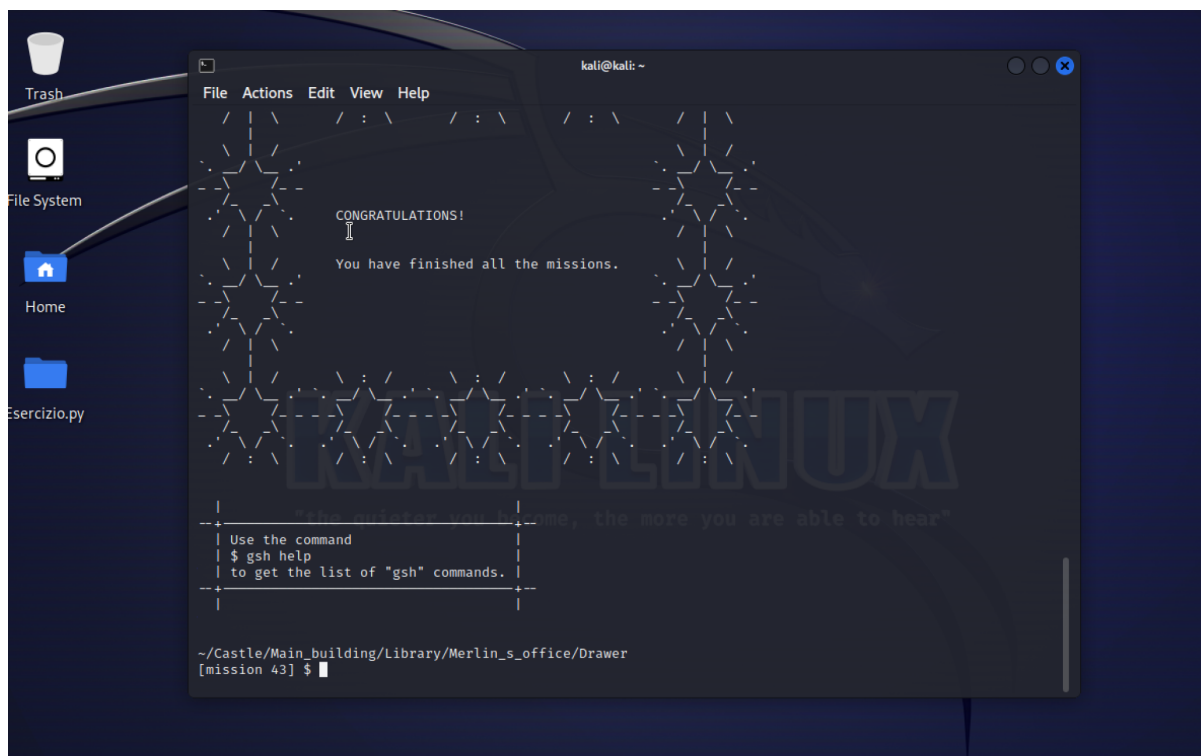 Trash
File System
Home
Esercizio.py
kali@kali: ~
File Actions Edit View Help
CONGRATULATIONS!
You have finished all the missions.
KALI LINUX
"the quieter you become, the more you are able to hear"
Use the command
$ gsh help
to get the list of "gsh" commands.
~/Castle/Main_building/Library/Merlin_s_office/Drawer
[mission 43] $